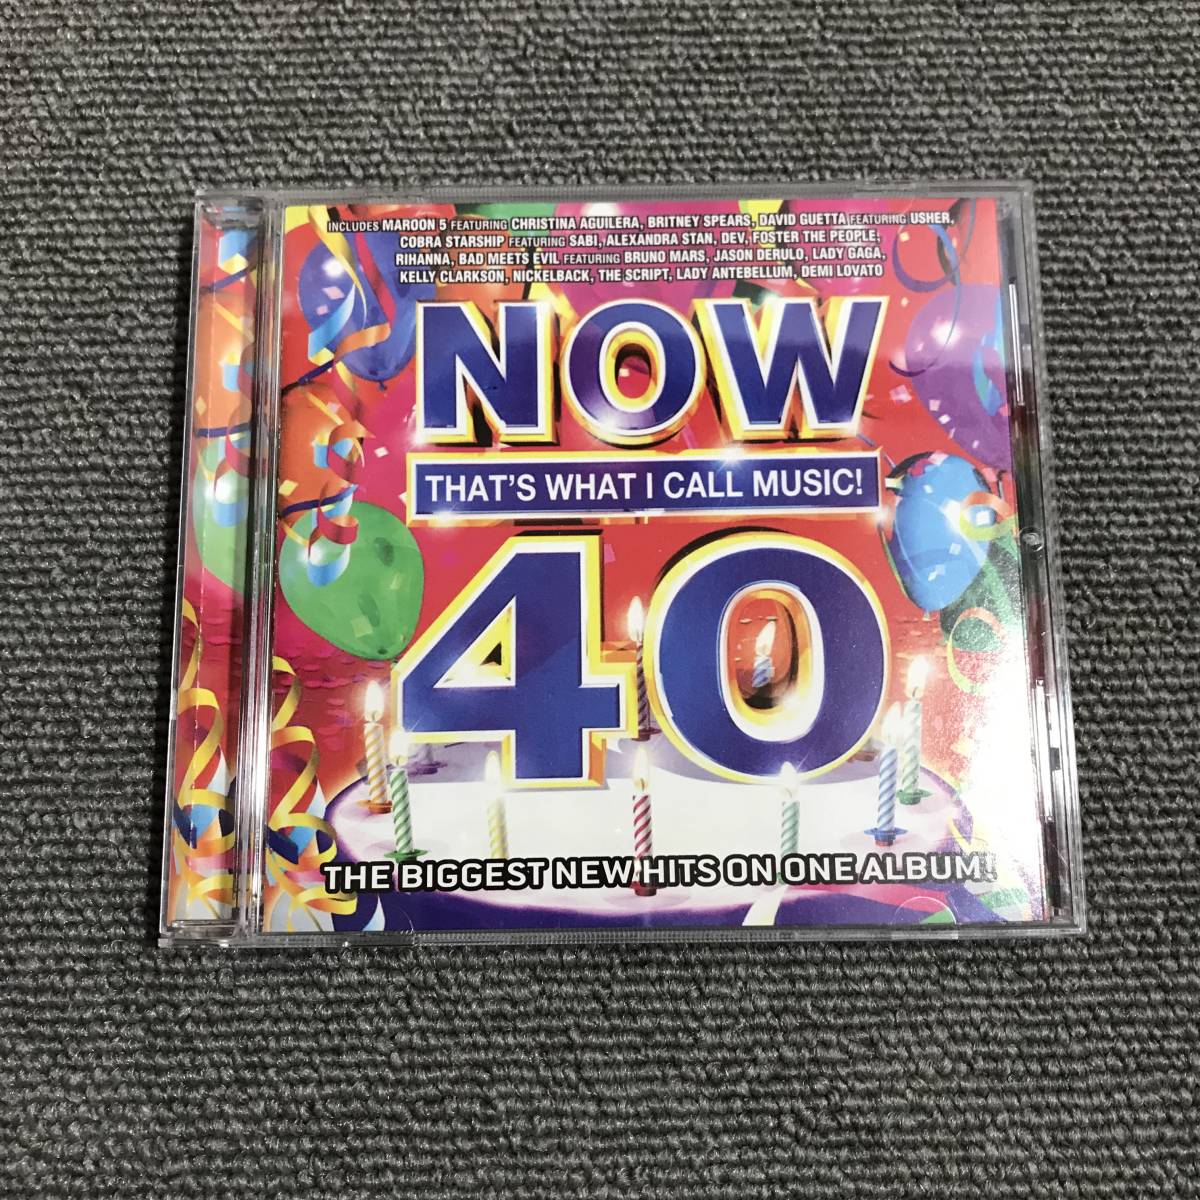 INCLUDES MAROON 5 FEATURING CHRISTINA AGUILERA, BRITNEY SPEARS, DAVID GUETTA FEATURING USHER,
COBRA STARSHIP FEATURING SABI, ALEXANDRA STAN, DEV, FOSTER THE PEOPLE,
RIHANNA, BAD MEETS EVIL FEATURING BRUNO MARS, JASON DERULO, LADY GAGA,
KELLY CLARKSON, NICKELBACK, THE SCRIPT, LADY ANTEBELLUM, DEMI LOVATO
NOW
THAT'S WHAT I CALL MUSIC!
40
THE BIGGEST NEW HITS ON ONE ALBUM!